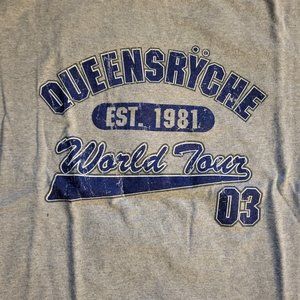 QUEENSRŸCHE
EST. 1981
World Tour
03